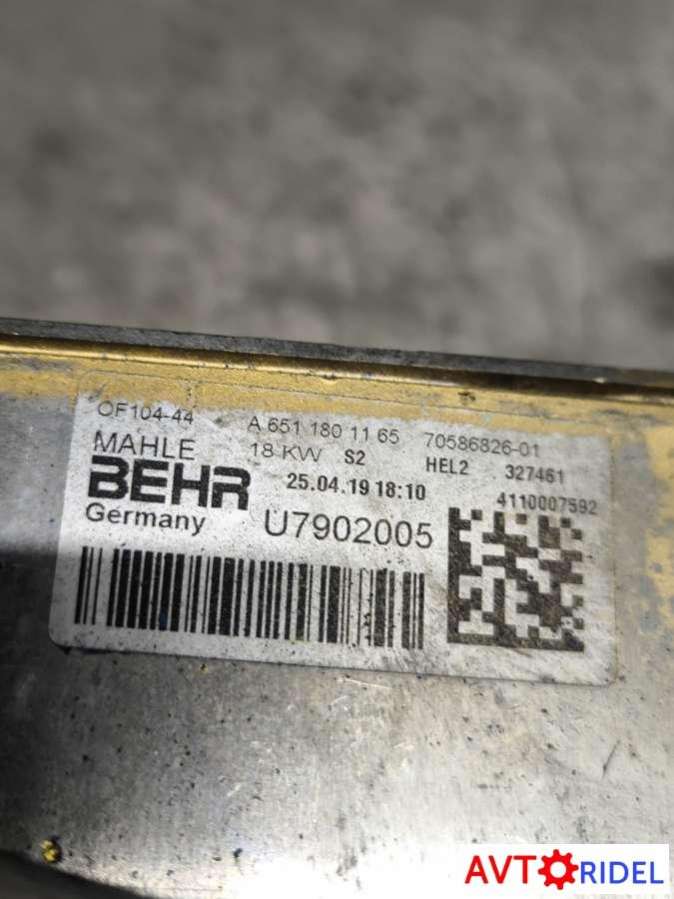 OF104-44 A 651 180 11 65 70586826-01
MAHLE 18 KW S2 HEL2 327461
BEHR 25.04.19 18:10 4110007592
Germany U7902005
AVTORIDEL